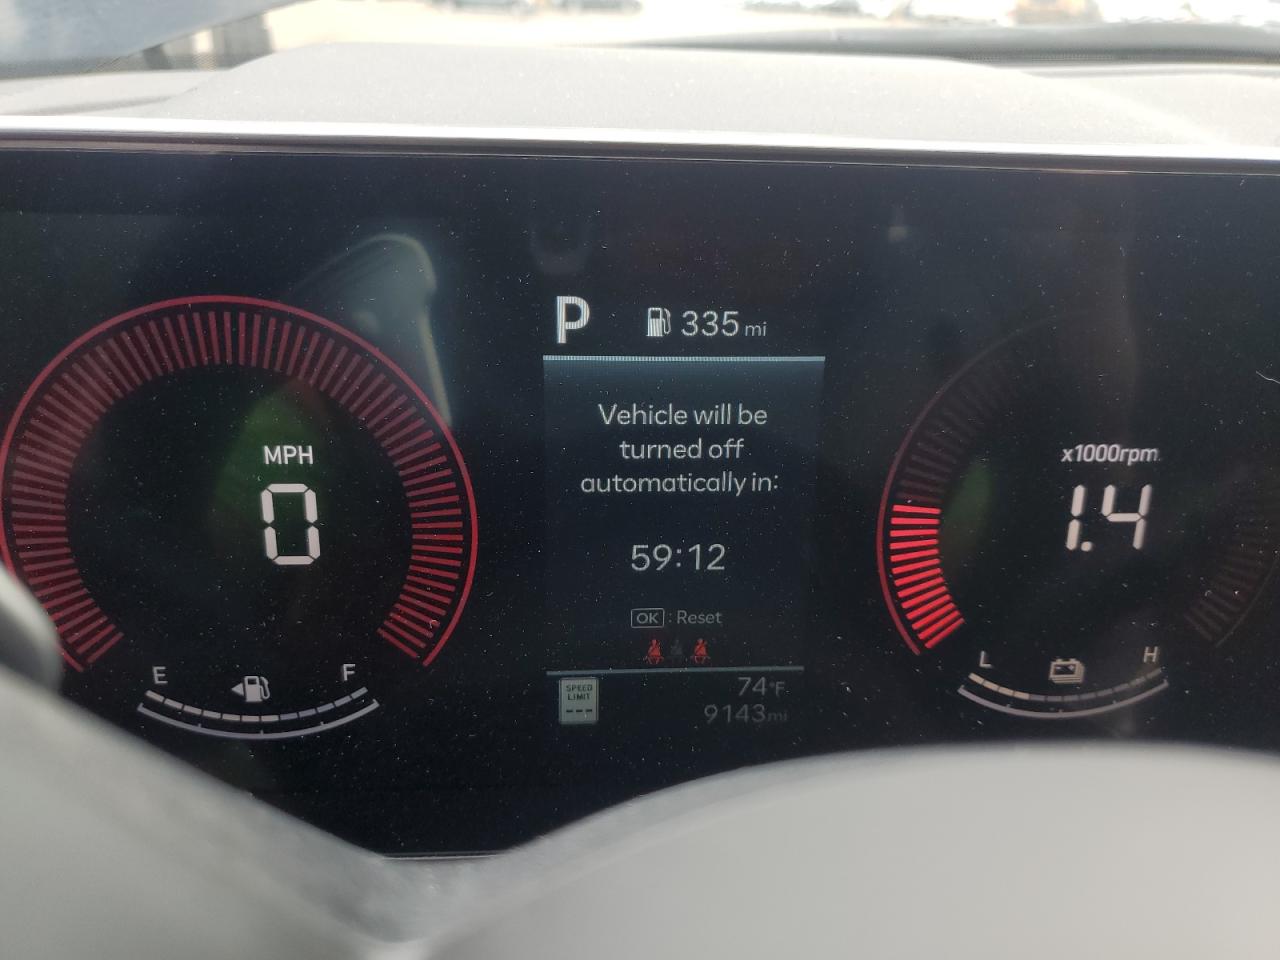 P 335 mi
Vehicle will be
turned off
automatically in:
59:12
OK : Reset
MPH
0
E F
x1000rpm
1.4
L H
SPEED
LIMIT
---
74°F
9143mi